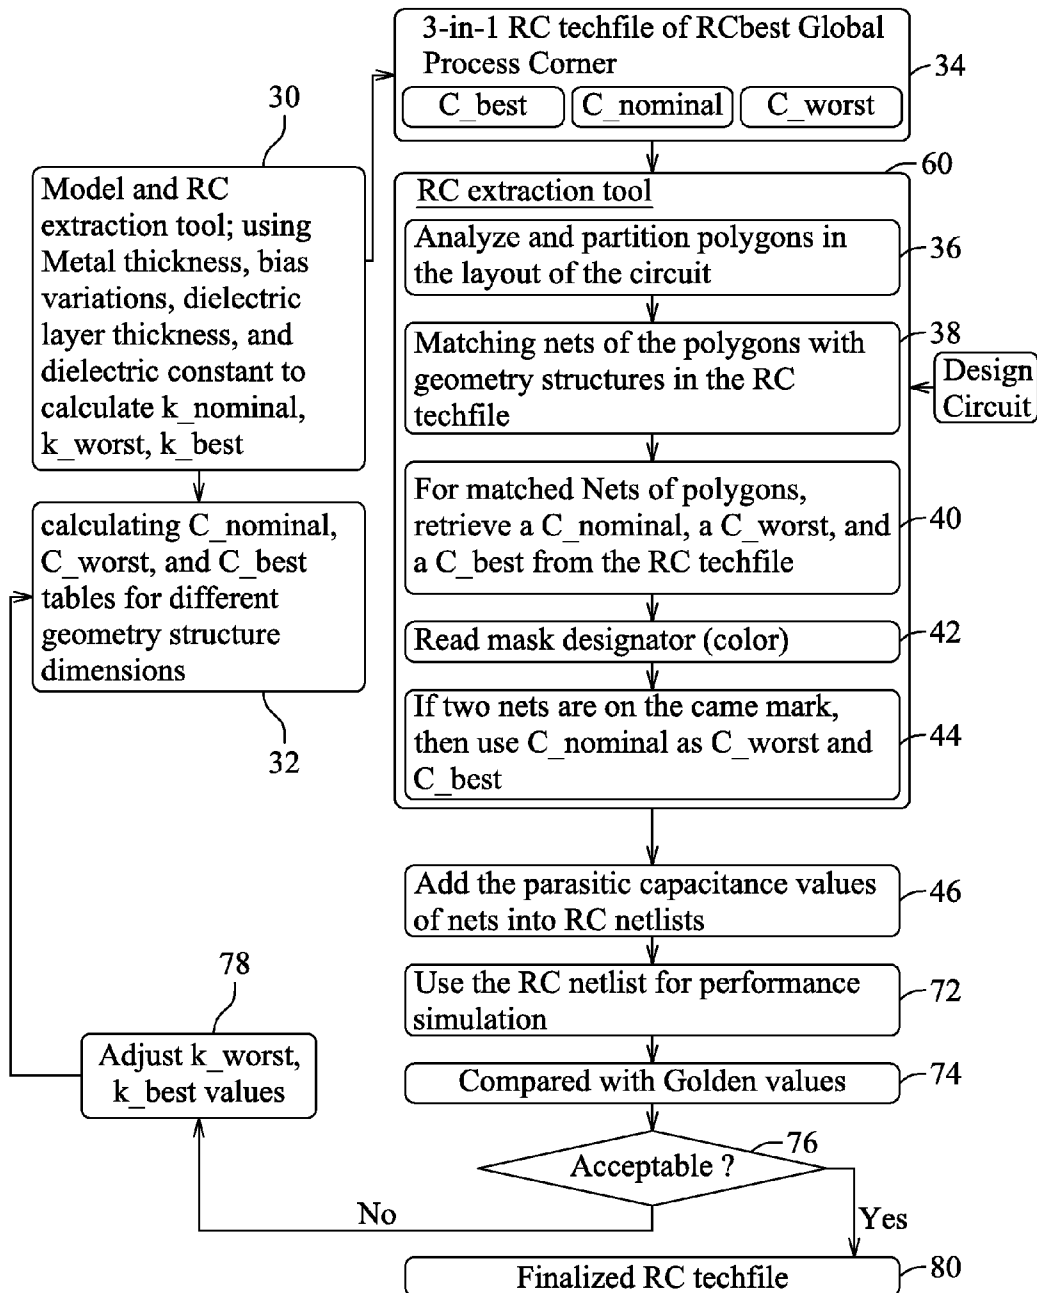 3-in-1 RC techfile of RCbest Global
Process Corner
C_best
C_nominal
C_worst
34
30
Model and RC
extraction tool; using
Metal thickness, bias
variations, dielectric
layer thickness, and
dielectric constant to
calculate k_nominal,
k_worst, k_best
calculating C_nominal,
C_worst, and C_best
tables for different
geometry structure
dimensions
32
60
RC extraction tool
Analyze and partition polygons in
the layout of the circuit
36
Matching nets of the polygons with
geometry structures in the RC
techfile
38
Design
Circuit
For matched Nets of polygons,
retrieve a C_nominal, a C_worst, and
a C_best from the RC techfile
40
Read mask designator (color)
42
If two nets are on the came mark,
then use C_nominal as C_worst and
C_best
44
Add the parasitic capacitance values
of nets into RC netlists
46
Use the RC netlist for performance
simulation
72
Compared with Golden values
74
Acceptable ?
76
78
Adjust k_worst,
k_best values
No
Yes
Finalized RC techfile
80